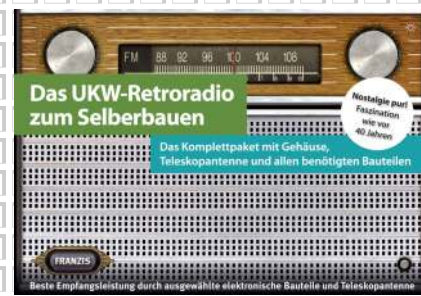 FM 88 92 96 100 104 108
Das UKW-Retroradio
zum Selberbauen
Nostalgie pur!
Faszination
wie vor
40 Jahren
Das Komplettpaket mit Gehäuse,
Teleskopantenne und allen benötigten Bauteilen
FRANZIS
Beste Empfangsleistung durch ausgewählte elektronische Bauteile und Teleskopantenne